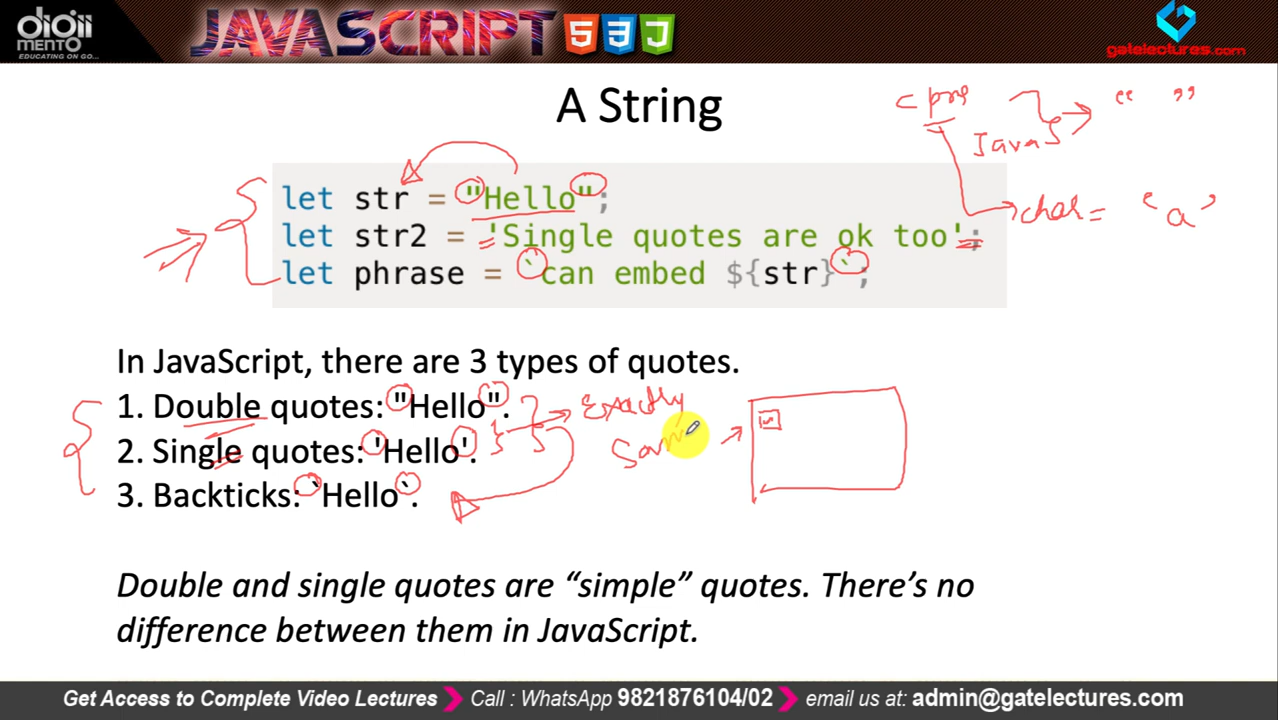 DIGII
MENTO
EDUCATING ON GO...
JAVASCRIPT
5 3 J
gatelectures.com
A String
let str = "Hello";
let str2 = 'Single quotes are ok too';
let phrase = `can embed ${str}`;
“ ”
char = ‘a’
In JavaScript, there are 3 types of quotes.
1. Double quotes: "Hello".
Exactly
2. Single quotes: 'Hello'.
3. Backticks: `Hello`.
Double and single quotes are “simple” quotes. There’s no
difference between them in JavaScript.
Get Access to Complete Video Lectures Call : WhatsApp 9821876104/02 email us at: admin@gatelectures.com